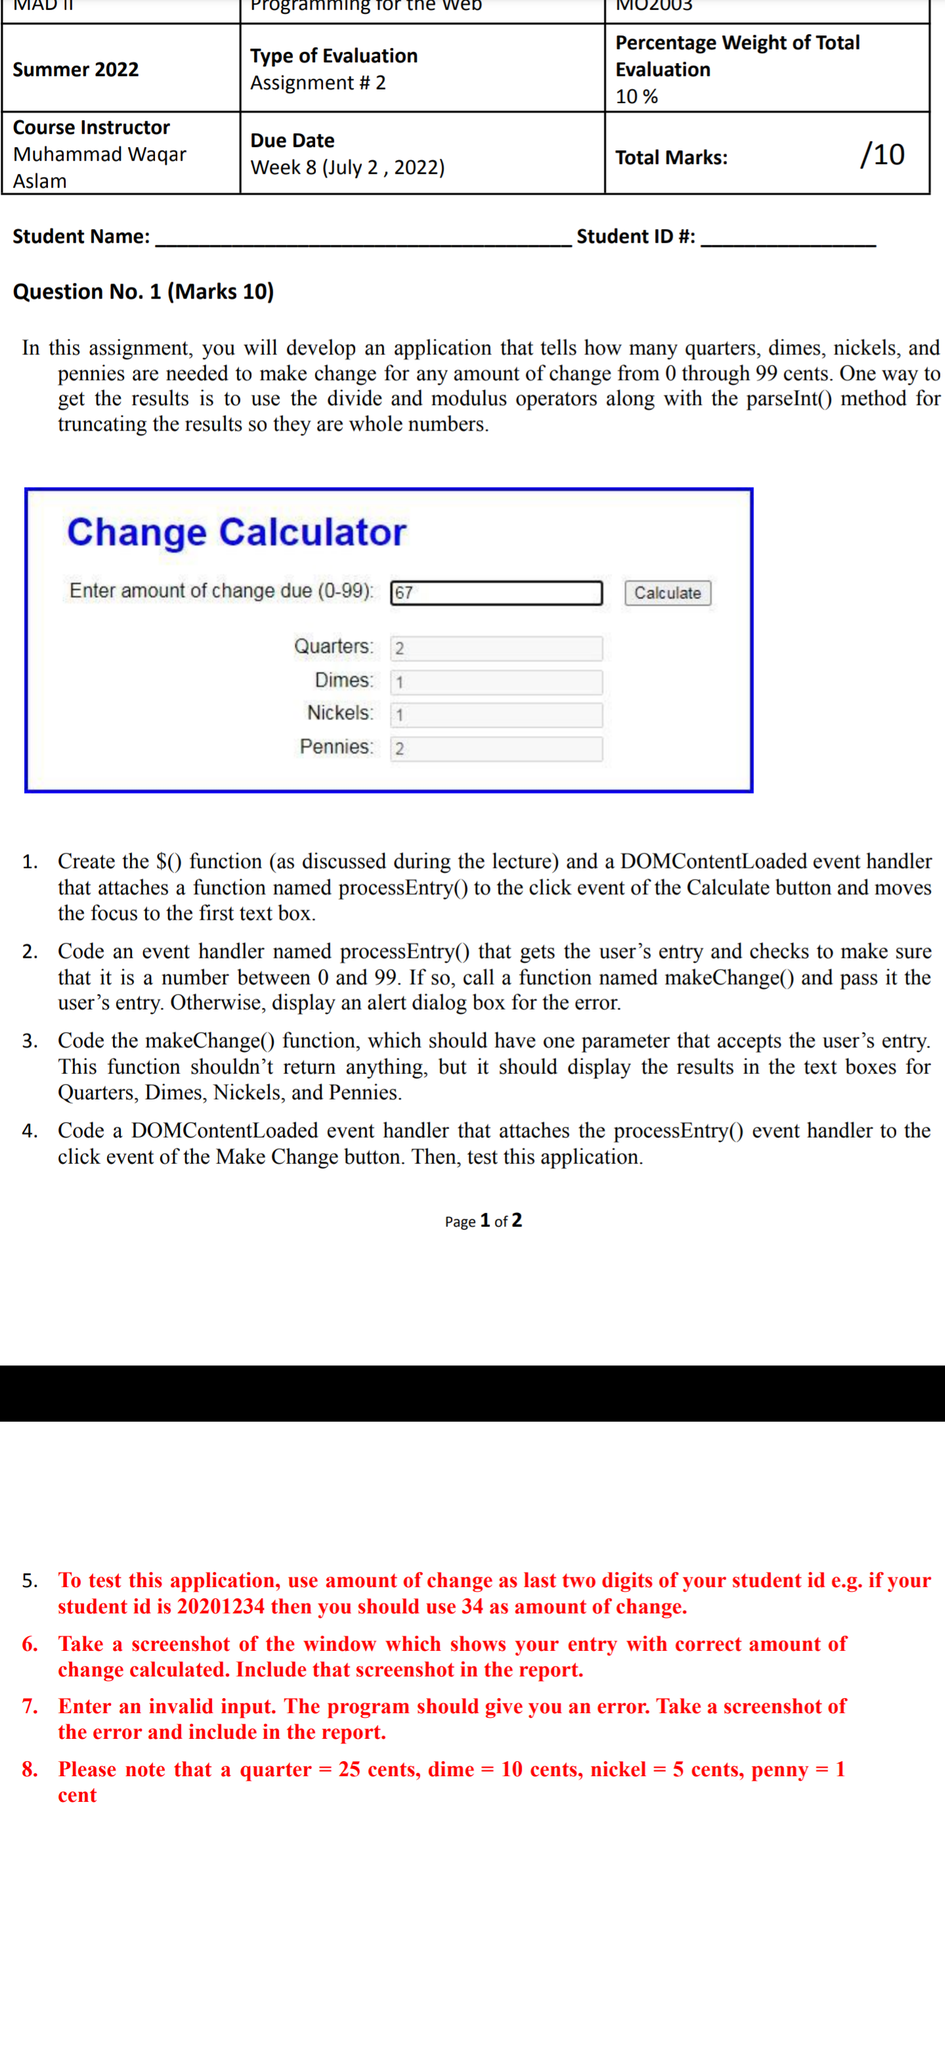 MAD II Programming for the Web MO2003
Summer 2022
Type of Evaluation
Assignment # 2
Percentage Weight of Total
Evaluation
10 %
Course Instructor
Muhammad Waqar
Aslam
Due Date
Week 8 (July 2 , 2022)
Total Marks: /10
Student Name: Student ID #:
Question No. 1 (Marks 10)
In this assignment, you will develop an application that tells how many quarters, dimes, nickels, and
pennies are needed to make change for any amount of change from 0 through 99 cents. One way to
get the results is to use the divide and modulus operators along with the parseInt() method for
truncating the results so they are whole numbers.
Change Calculator
Enter amount of change due (0-99): 67 Calculate
Quarters: 2
Dimes: 1
Nickels: 1
Pennies: 2
1. Create the $() function (as discussed during the lecture) and a DOMContentLoaded event handler
that attaches a function named processEntry() to the click event of the Calculate button and moves
the focus to the first text box.
2. Code an event handler named processEntry() that gets the user’s entry and checks to make sure
that it is a number between 0 and 99. If so, call a function named makeChange() and pass it the
user’s entry. Otherwise, display an alert dialog box for the error.
3. Code the makeChange() function, which should have one parameter that accepts the user’s entry.
This function shouldn’t return anything, but it should display the results in the text boxes for
Quarters, Dimes, Nickels, and Pennies.
4. Code a DOMContentLoaded event handler that attaches the processEntry() event handler to the
click event of the Make Change button. Then, test this application.
Page 1 of 2
5. To test this application, use amount of change as last two digits of your student id e.g. if your
student id is 20201234 then you should use 34 as amount of change.
6. Take a screenshot of the window which shows your entry with correct amount of
change calculated. Include that screenshot in the report.
7. Enter an invalid input. The program should give you an error. Take a screenshot of
the error and include in the report.
8. Please note that a quarter = 25 cents, dime = 10 cents, nickel = 5 cents, penny = 1
cent